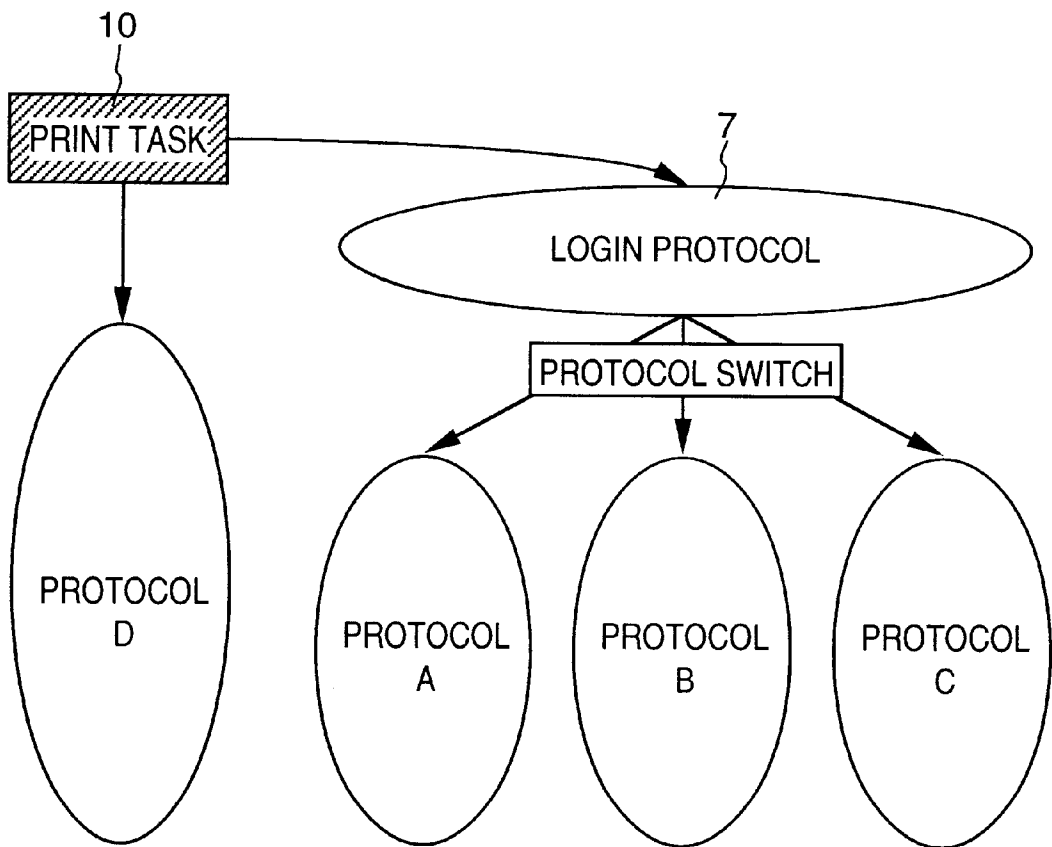 10
PRINT TASK
7
LOGIN PROTOCOL
PROTOCOL SWITCH
PROTOCOL
D
PROTOCOL
A
PROTOCOL
B
PROTOCOL
C